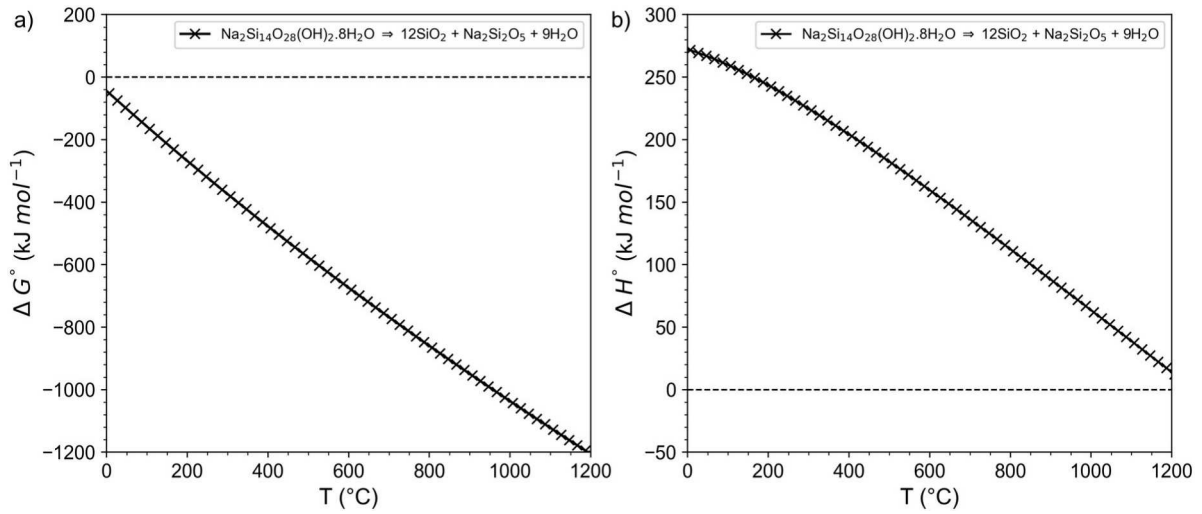 a)
200
0
−200
−400
−600
−800
−1000
−1200
Δ G° (kJ mol⁻¹)
Na₂Si₁₄O₂₈(OH)₂.8H₂O ⇒ 12SiO₂ + Na₂Si₂O₅ + 9H₂O
0 200 400 600 800 1000 1200
T (°C)
b)
300
250
200
150
100
50
0
−50
Δ H° (kJ mol⁻¹)
Na₂Si₁₄O₂₈(OH)₂.8H₂O ⇒ 12SiO₂ + Na₂Si₂O₅ + 9H₂O
0 200 400 600 800 1000 1200
T (°C)